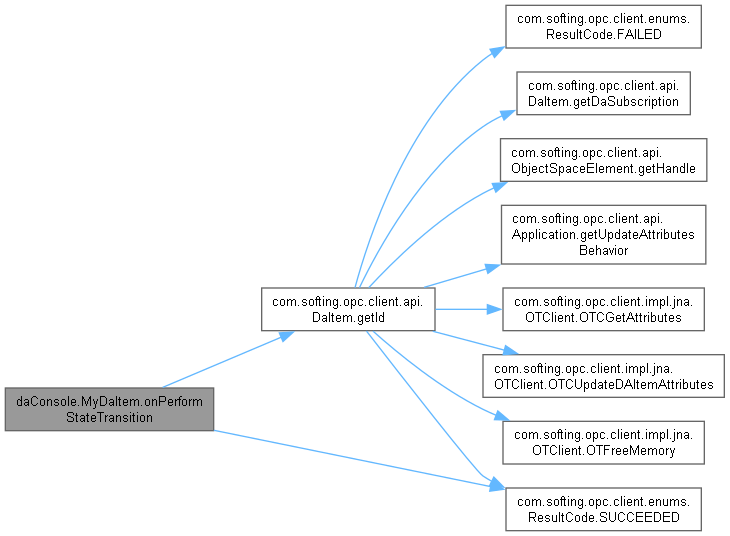 com.softing.opc.client.enums.
ResultCode.FAILED
com.softing.opc.client.api.
DaItem.getDaSubscription
com.softing.opc.client.api.
ObjectSpaceElement.getHandle
com.softing.opc.client.api.
Application.getUpdateAttributes
Behavior
com.softing.opc.client.api.
DaItem.getId
com.softing.opc.client.impl.jna.
OTClient.OTCGetAttributes
com.softing.opc.client.impl.jna.
OTClient.OTCUpdateDAItemAttributes
daConsole.MyDaItem.onPerform
StateTransition
com.softing.opc.client.impl.jna.
OTClient.OTFreeMemory
com.softing.opc.client.enums.
ResultCode.SUCCEEDED